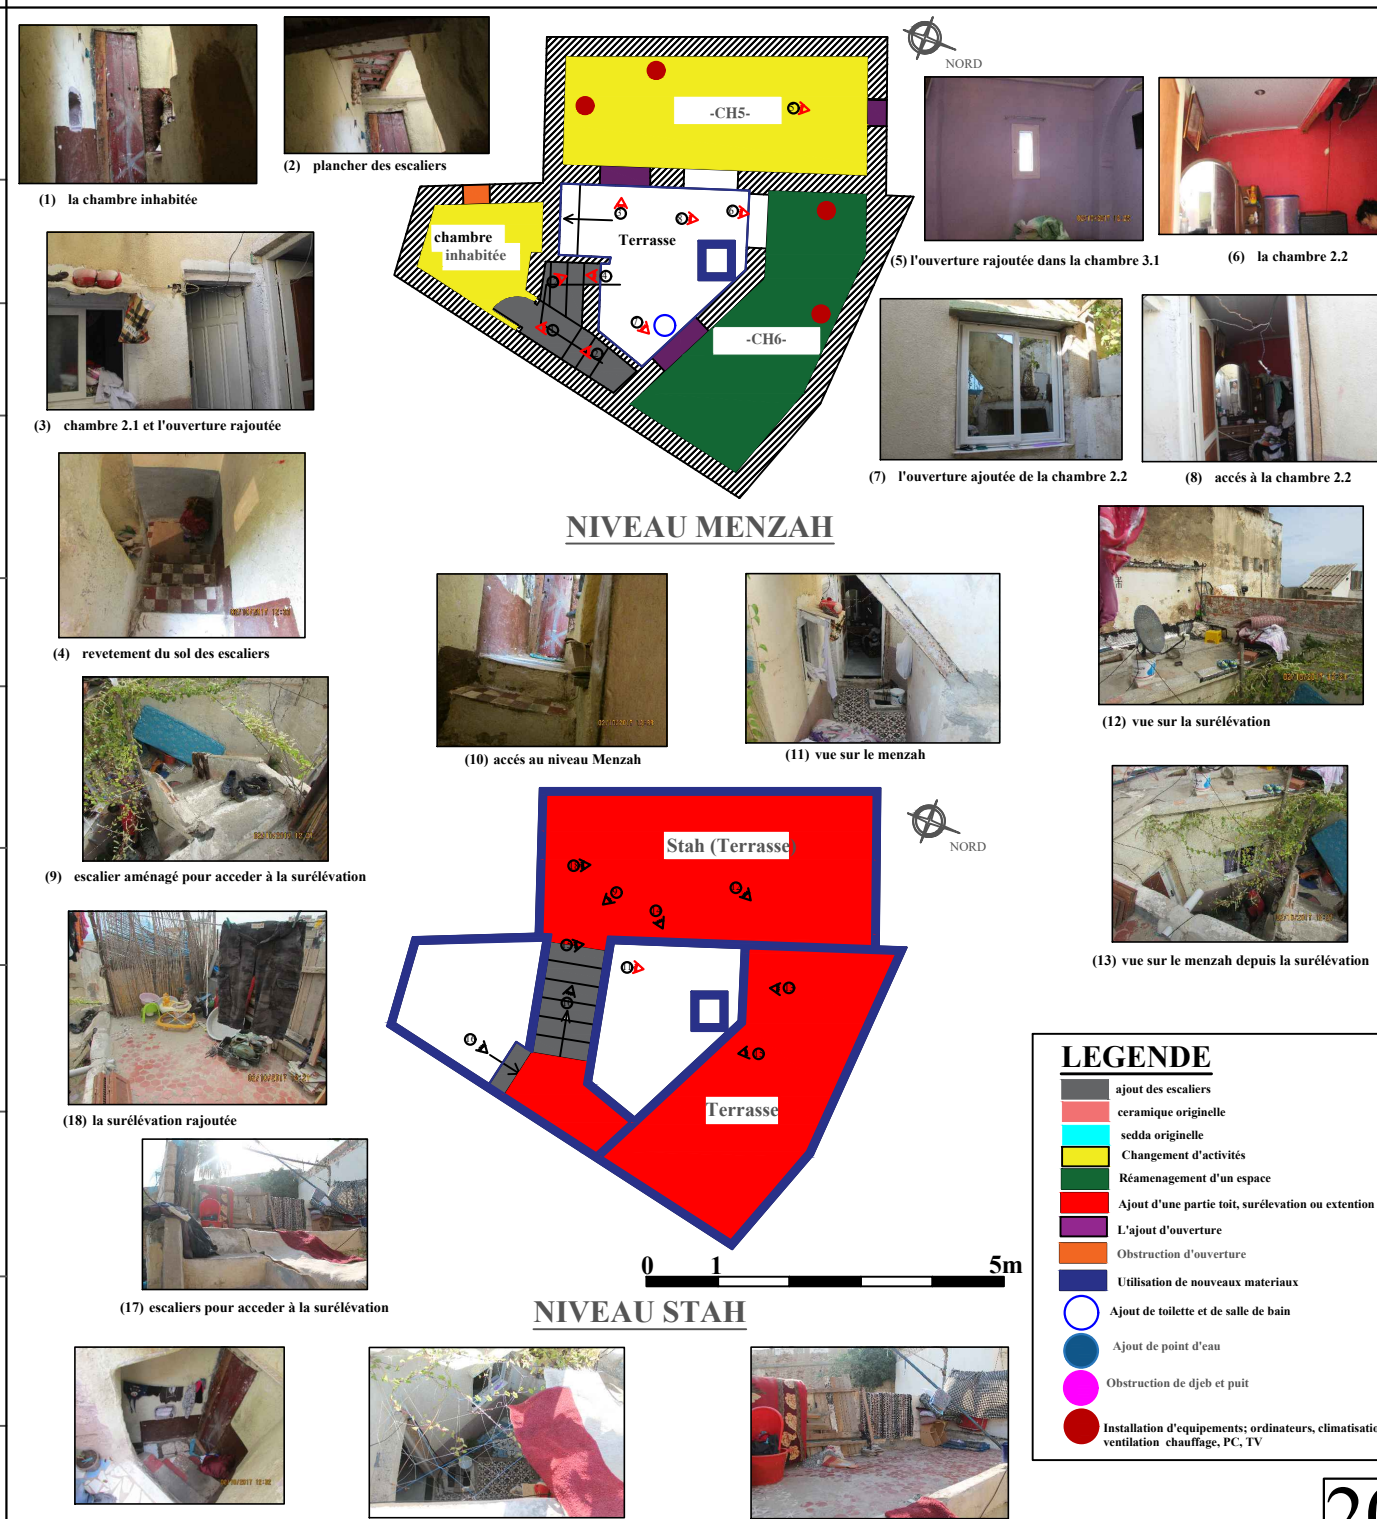 (1) la chambre inhabitée
(2) plancher des escaliers
NORD
-CH5-
chambre
inhabitée
Terrasse
-CH6-
(3) chambre 2.1 et l'ouverture rajoutée
(5) l'ouverture rajoutée dans la chambre 3.1
(6) la chambre 2.2
(7) l'ouverture ajoutée de la chambre 2.2
(8) accés à la chambre 2.2
NIVEAU MENZAH
(4) revetement du sol des escaliers
(10) accés au niveau Menzah
(11) vue sur le menzah
(12) vue sur la surélévation
(9) escalier aménagé pour acceder à la surélévation
Stah (Terrasse
NORD
(13) vue sur le menzah depuis la surélévation
(18) la surélévation rajoutée
Terrasse
(17) escaliers pour acceder à la surélévation
0 1 5m
NIVEAU STAH
LEGENDE
ajout des escaliers
ceramique originelle
sedda originelle
Changement d'activités
Réamenagement d'un espace
Ajout d'une partie toit, surélevation ou extention
L'ajout d'ouverture
Obstruction d'ouverture
Utilisation de nouveaux materiaux
Ajout de toilette et de salle de bain
Ajout de point d'eau
Obstruction de djeb et puit
Installation d'equipements; ordinateurs, climatisatio
ventilation chauffage, PC, TV